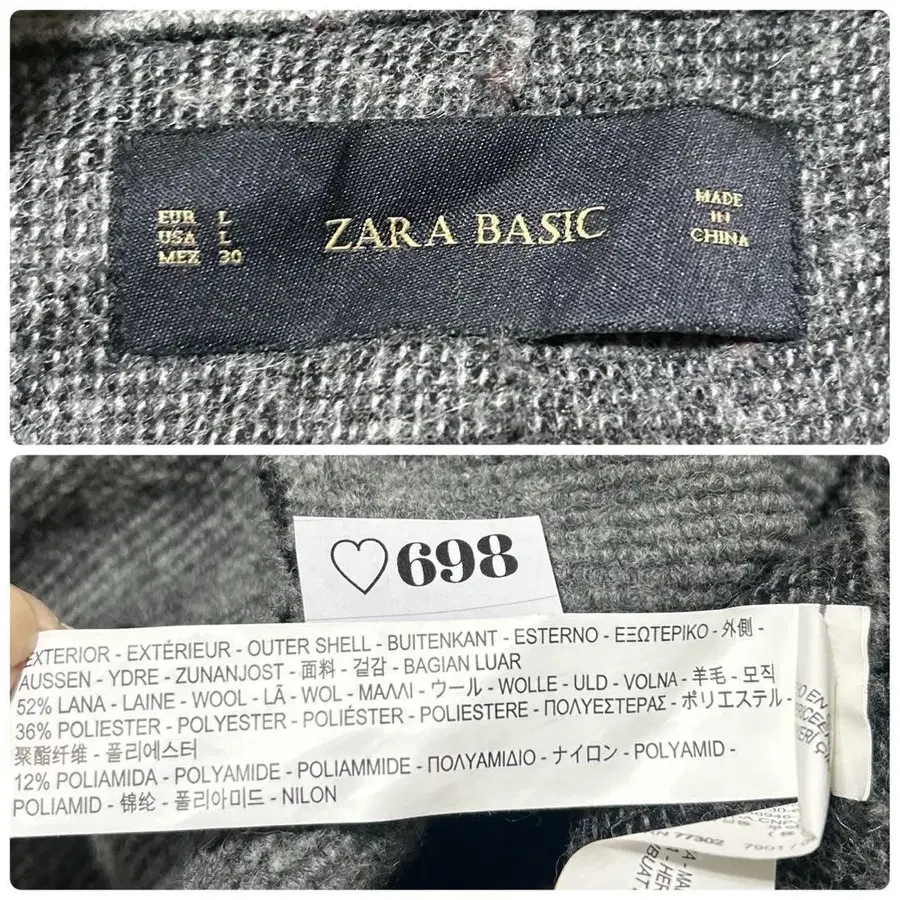 EUR L
USA L
MEX 30
ZARA BASIC
MADE
IN
CHINA
♡698
EXTERIOR - EXTÉRIEUR - OUTER SHELL - BUITENKANT - ESTERNO - ΕΞΩΤΕΡΙΚΟ - 外側 -
AUSSEN - YDRE - ZUNANJOST - 面料 - 겉감 - BAGIAN LUAR
52% LANA - LAINE - WOOL - LÃ - WOL - ΜΑΛΛΙ - ウール - WOLLE - ULD - VOLNA - 羊毛 - 모직
36% POLIESTER - POLYESTER - POLIÉSTER - POLIESTERE - ΠΟΛΥΕΣΤΕΡΑΣ - ポリエステル -
聚酯纤维 - 폴리에스터
12% POLIAMIDA - POLYAMIDE - POLIAMMIDE - ΠΟΛΥΑΜΙΔΙΟ - ナイロン - POLYAMID -
POLIAMID - 锦纶 - 폴리아미드 - NILON
77302 7901/